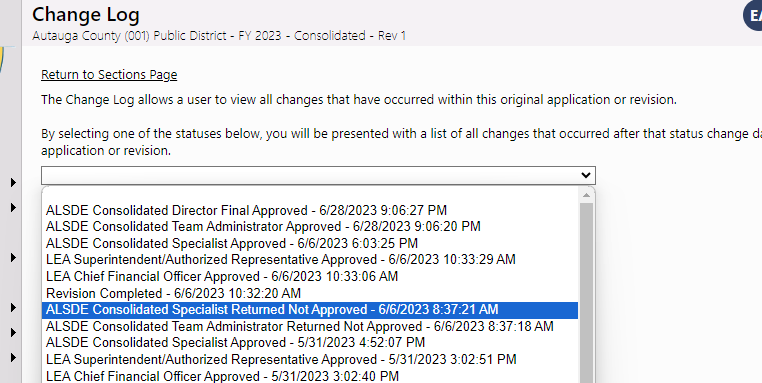 Change Log
EA
Autauga County (001) Public District - FY 2023 - Consolidated - Rev 1
Return to Sections Page
The Change Log allows a user to view all changes that have occurred within this original application or revision.
By selecting one of the statuses below, you will be presented with a list of all changes that occurred after that status change da
application or revision.
ALSDE Consolidated Director Final Approved - 6/28/2023 9:06:27 PM
ALSDE Consolidated Team Administrator Approved - 6/28/2023 9:06:20 PM
ALSDE Consolidated Specialist Approved - 6/6/2023 6:03:25 PM
LEA Superintendent/Authorized Representative Approved - 6/6/2023 10:33:29 AM
LEA Chief Financial Officer Approved - 6/6/2023 10:33:06 AM
Revision Completed - 6/6/2023 10:32:20 AM
ALSDE Consolidated Specialist Returned Not Approved - 6/6/2023 8:37:21 AM
ALSDE Consolidated Team Administrator Returned Not Approved - 6/6/2023 8:37:18 AM
ALSDE Consolidated Specialist Approved - 5/31/2023 4:52:07 PM
LEA Superintendent/Authorized Representative Approved - 5/31/2023 3:02:51 PM
LEA Chief Financial Officer Approved - 5/31/2023 3:02:40 PM